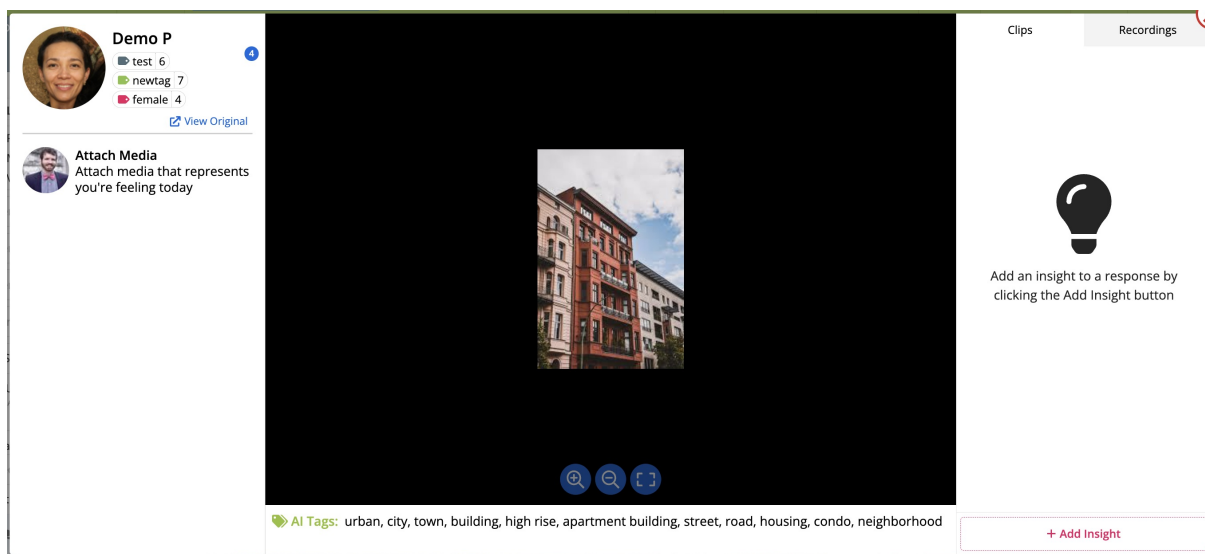 Demo P
test 6
4
newtag 7
female 4
View Original
Attach Media
Attach media that represents
you're feeling today
AI Tags: urban, city, town, building, high rise, apartment building, street, road, housing, condo, neighborhood
Clips
Recordings
Add an insight to a response by
clicking the Add Insight button
+ Add Insight